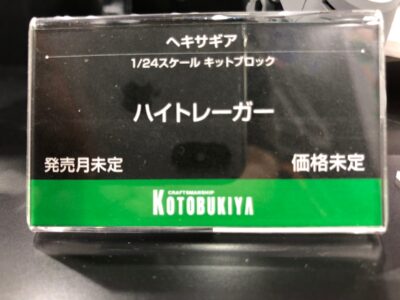 ヘキサギア
1/24スケール キットブロック
ハイトレーガー
発売月未定 価格未定
CRAFTSMANSHIP
KOTOBUKIYA